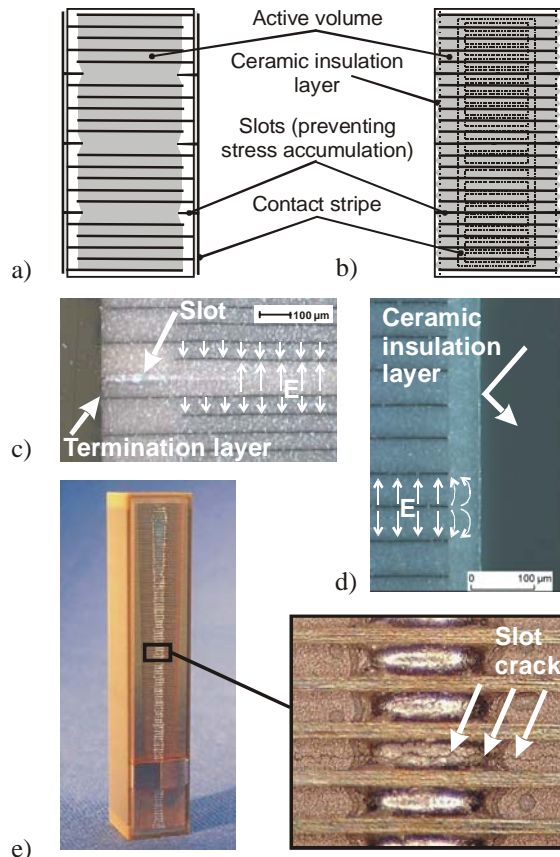 Active volume
Ceramic insulation
layer
Slots (preventing
stress accumulation)
Contact stripe
a)
b)
Slot
100 µm
E
Termination layer
c)
Ceramic
insulation
layer
E
0
100 µm
d)
Slot
crack
e)